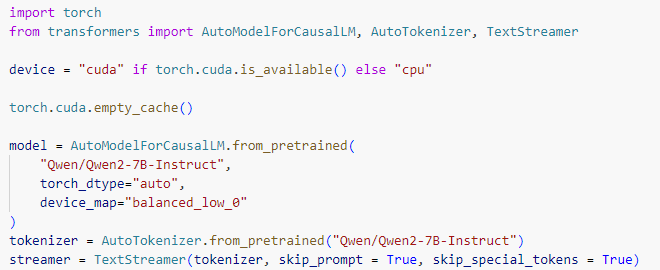 import torch
from transformers import AutoModelForCausalLM, AutoTokenizer, TextStreamer
device = "cuda" if torch.cuda.is_available() else "cpu"
torch.cuda.empty_cache()
model = AutoModelForCausalLM.from_pretrained(
    "Qwen/Qwen2-7B-Instruct",
    torch_dtype="auto",
    device_map="balanced_low_0"
)
tokenizer = AutoTokenizer.from_pretrained("Qwen/Qwen2-7B-Instruct")
streamer = TextStreamer(tokenizer, skip_prompt = True, skip_special_tokens = True)